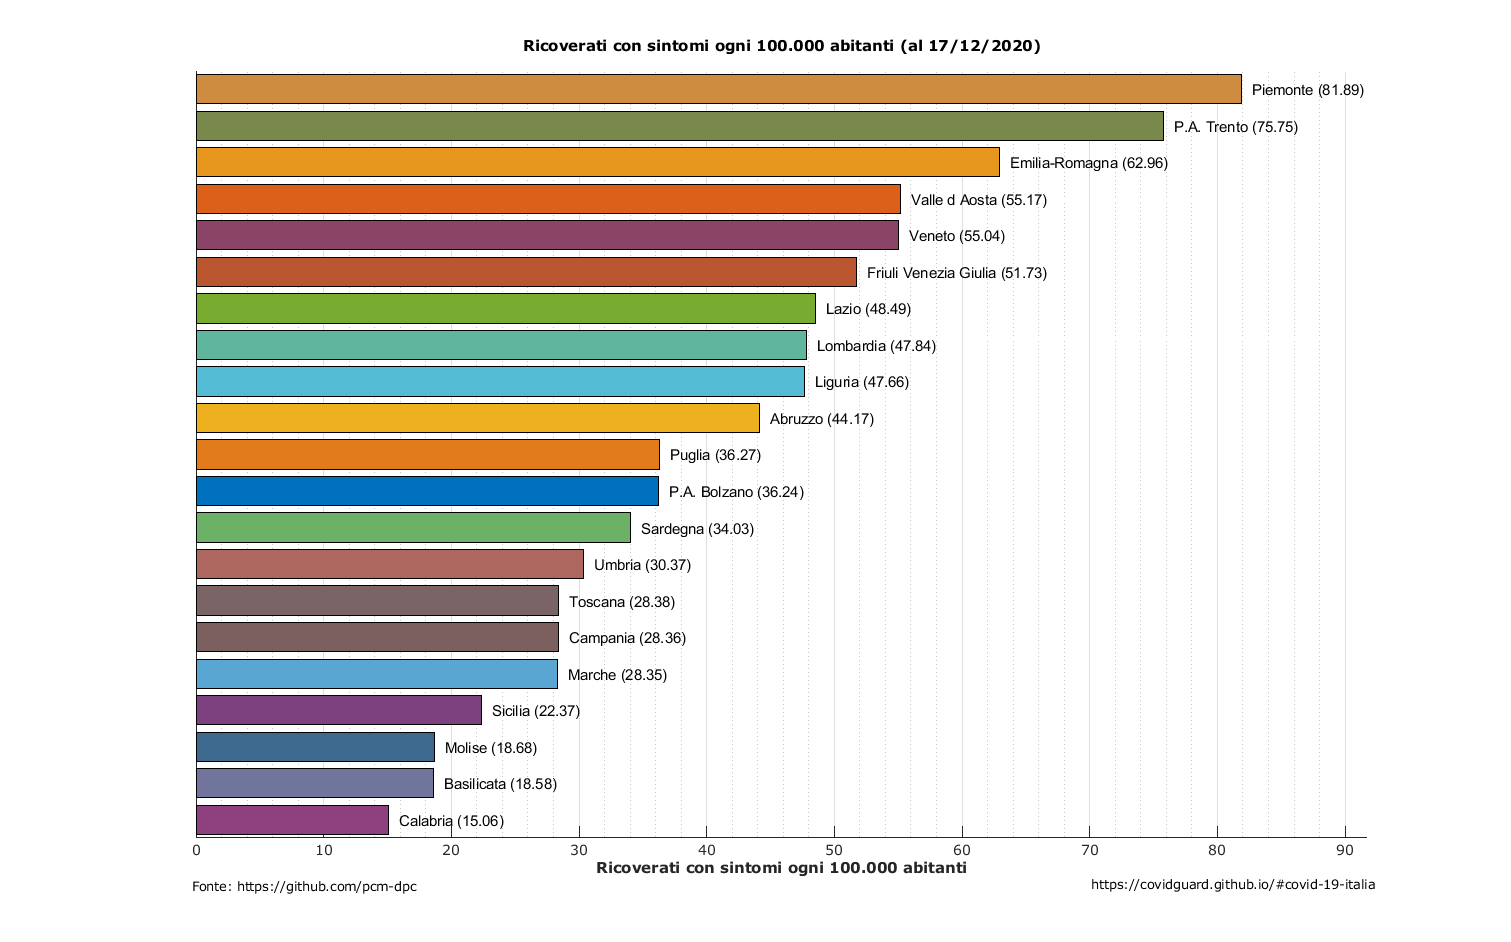 Ricoverati con sintomi ogni 100.000 abitanti (al 17/12/2020)
Piemonte (81.89)
P.A. Trento (75.75)
Emilia-Romagna (62.96)
Valle d Aosta (55.17)
Veneto (55.04)
Friuli Venezia Giulia (51.73)
Lazio (48.49)
Lombardia (47.84)
Liguria (47.66)
Abruzzo (44.17)
Puglia (36.27)
P.A. Bolzano (36.24)
Sardegna (34.03)
Umbria (30.37)
Toscana (28.38)
Campania (28.36)
Marche (28.35)
Sicilia (22.37)
Molise (18.68)
Basilicata (18.58)
Calabria (15.06)
0 10 20 30 40 50 60 70 80 90
Ricoverati con sintomi ogni 100.000 abitanti
Fonte: https://github.com/pcm-dpc
https://covidguard.github.io/#covid-19-italia